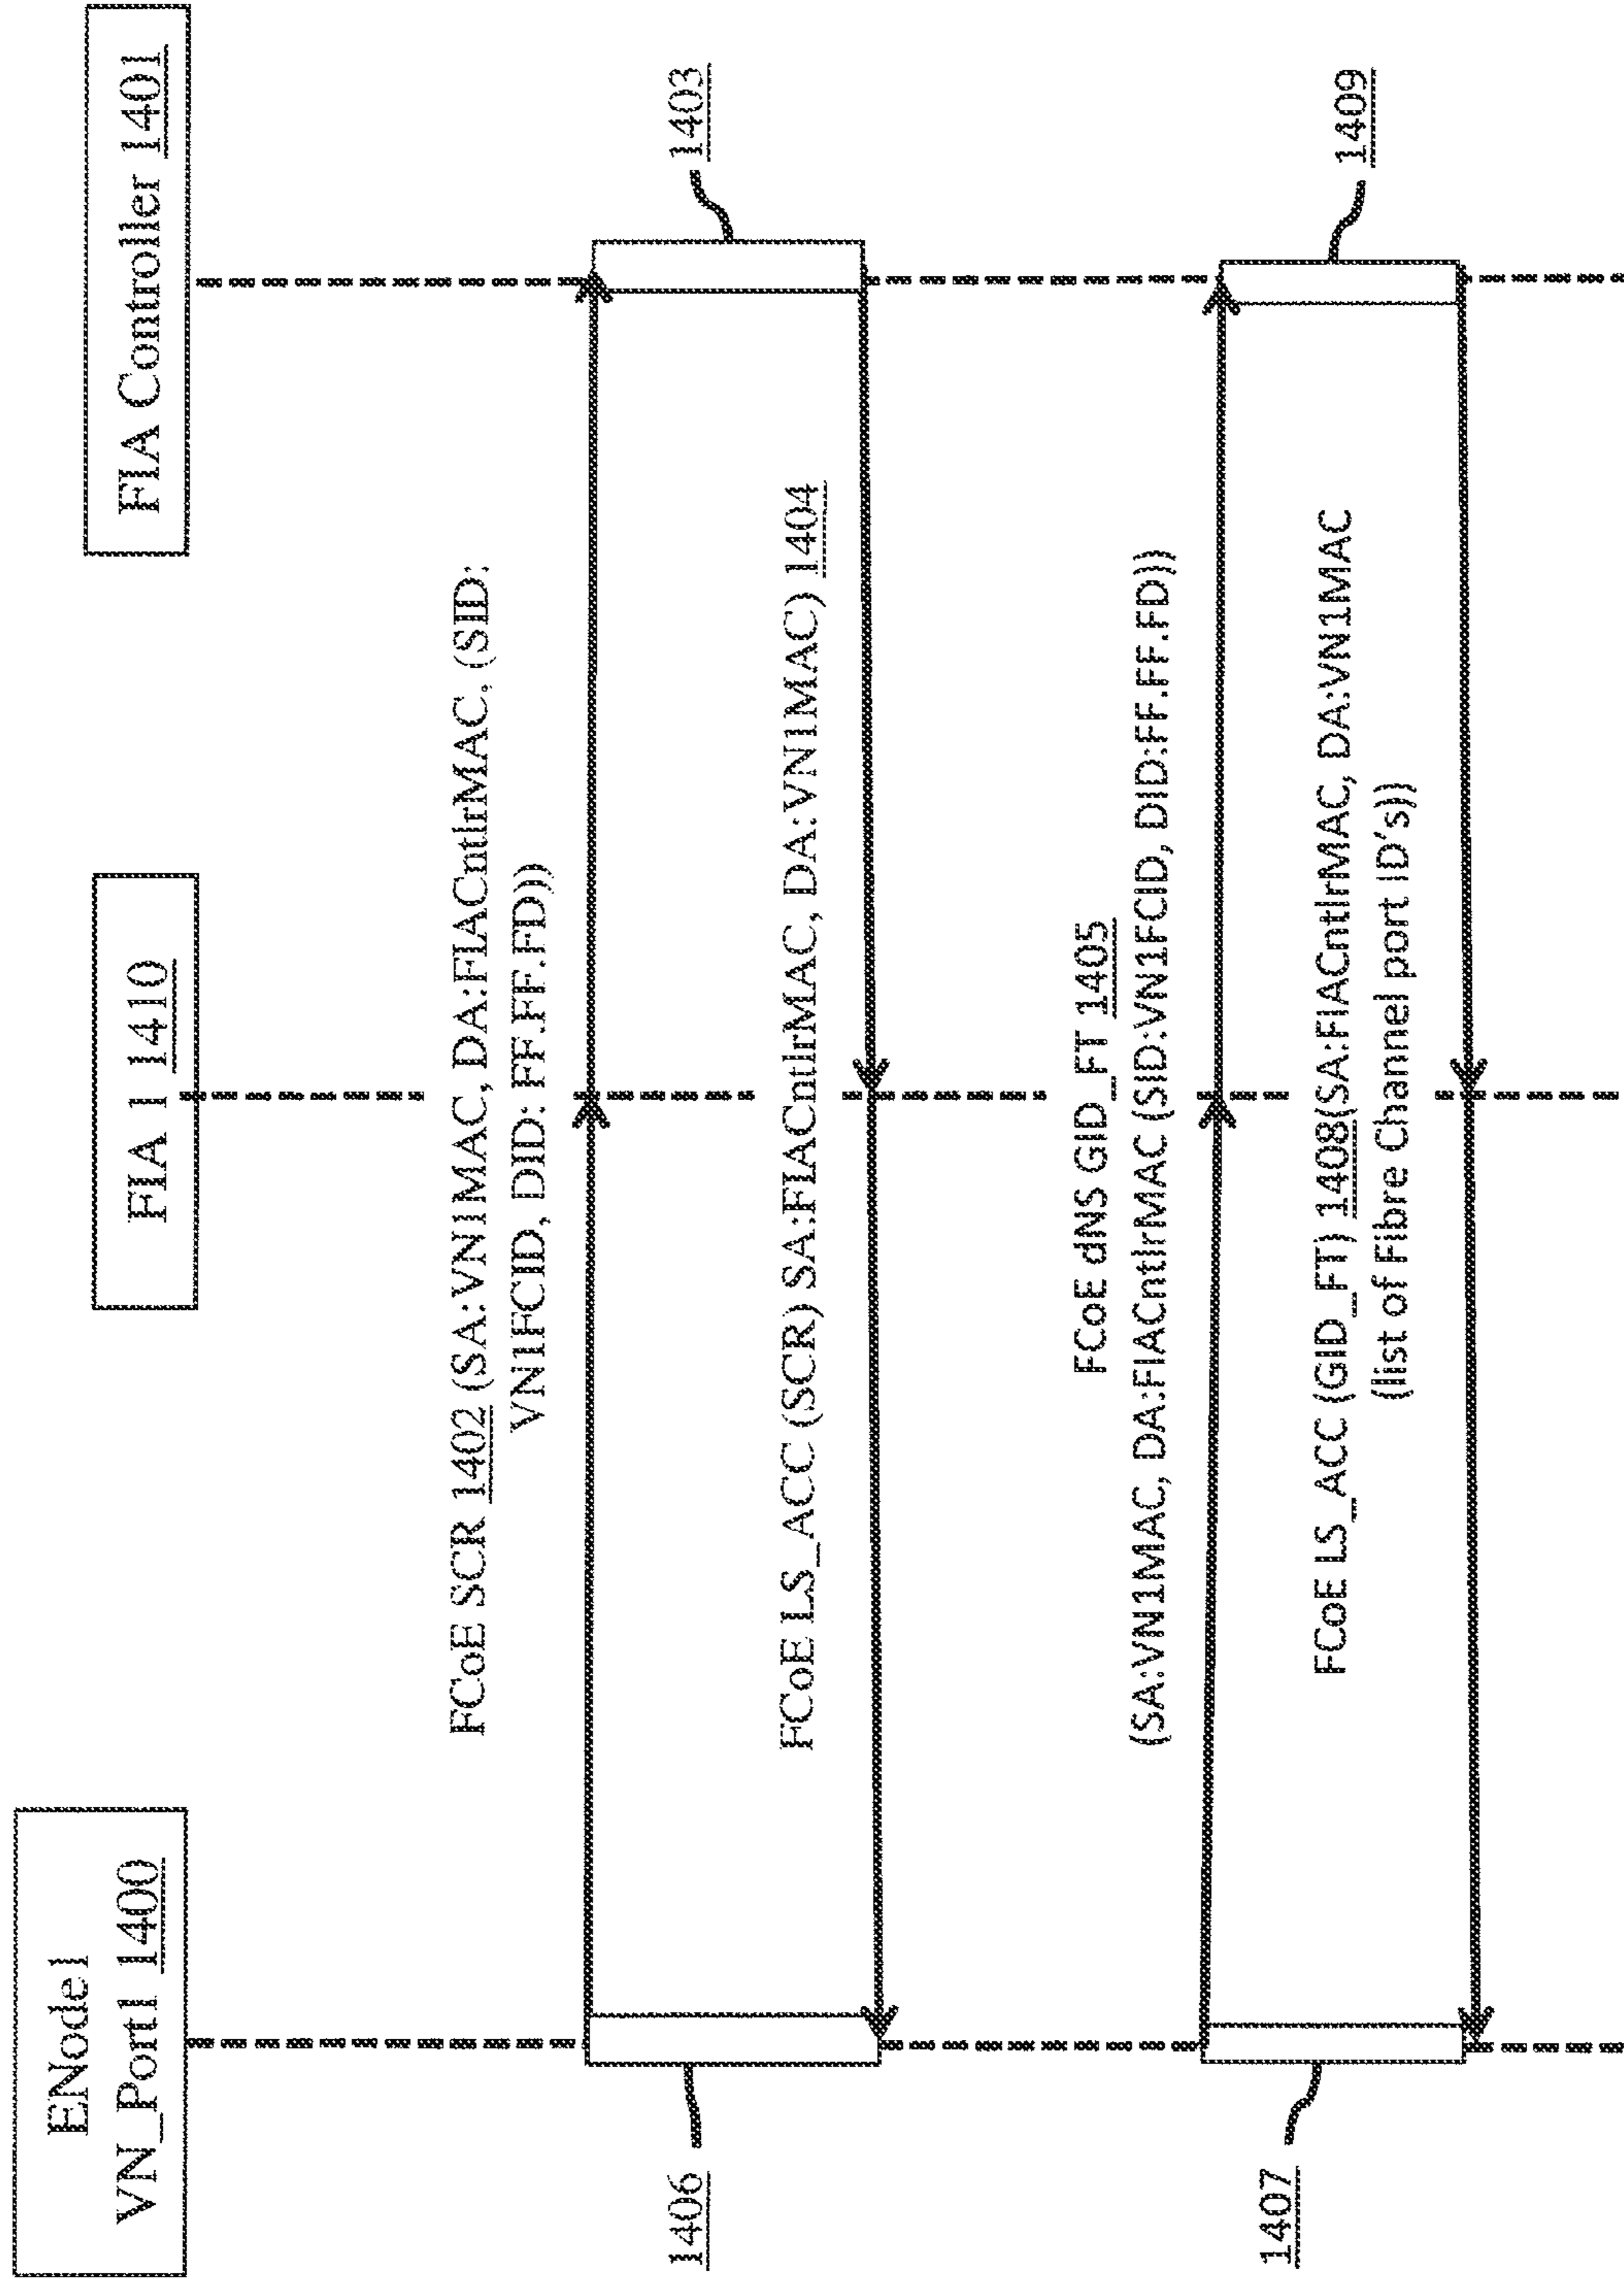 ENode1
VN_Port1 1400
FIA 1 1410
FIA Controller 1401
FCoE SCR 1402 (SA:VN1MAC, DA:FIACntlrMAC, (SID:
VN1FCID, DID: FF.FF.FD))
1406
1403
FCoE LS_ACC (SCR) SA:FIACntlrMAC, DA:VN1MAC) 1404
FCoE dNS GID_FT 1405
(SA:VN1MAC, DA:FIACntlrMAC (SID:VN1FCID, DID:FF.FF.FD))
1407
1409
FCoE LS_ACC (GID_FT) 1408(SA:FIACntlrMAC, DA:VN1MAC
(list of Fibre Channel port ID's))